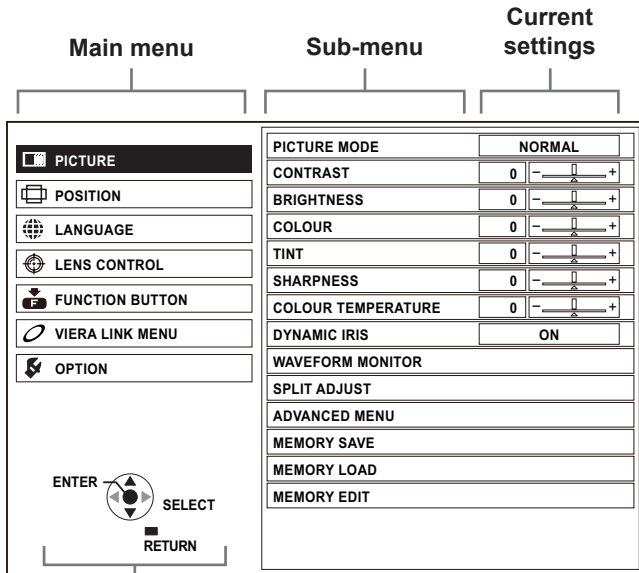 Main menu
Sub-menu
Current
settings
PICTURE
POSITION
LANGUAGE
LENS CONTROL
F FUNCTION BUTTON
VIERA LINK MENU
OPTION
ENTER
SELECT
RETURN
PICTURE MODE NORMAL
CONTRAST 0 - +
BRIGHTNESS 0 - +
COLOUR 0 - +
TINT 0 - +
SHARPNESS 0 - +
COLOUR TEMPERATURE 0 - +
DYNAMIC IRIS ON
WAVEFORM MONITOR
SPLIT ADJUST
ADVANCED MENU
MEMORY SAVE
MEMORY LOAD
MEMORY EDIT